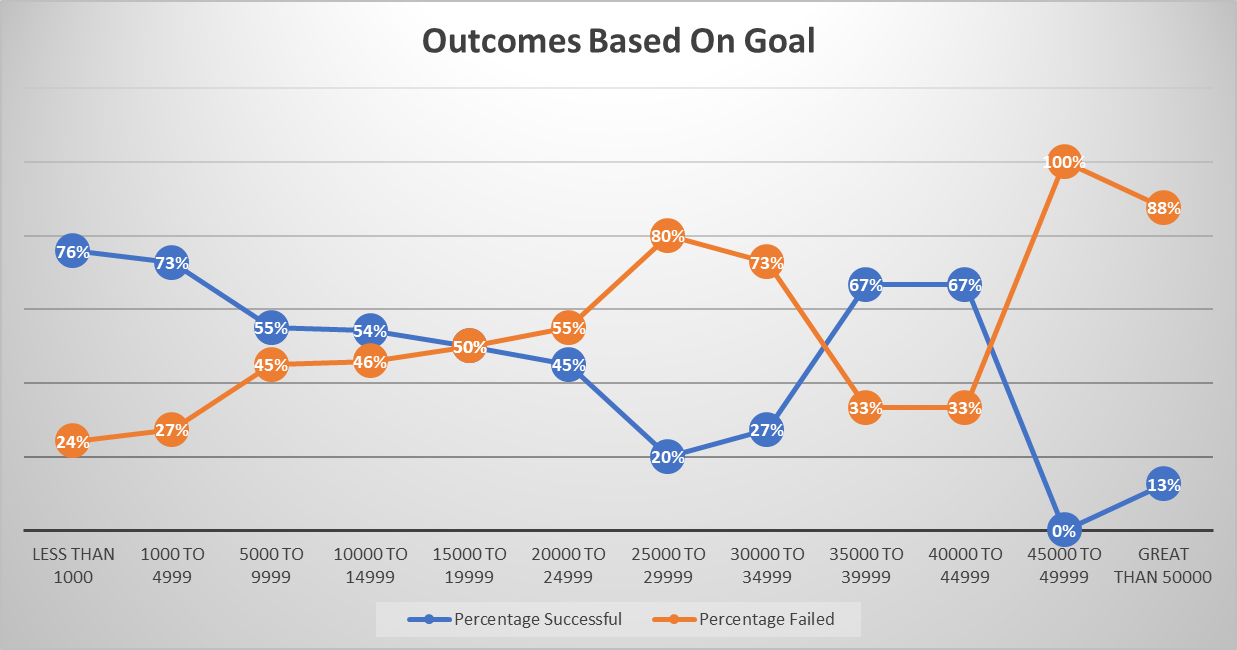 Outcomes Based On Goal
76%
73%
55%
54%
50%
45%
20%
27%
67%
67%
0%
13%
24%
27%
45%
46%
55%
80%
73%
33%
33%
100%
88%
LESS THAN 1000
1000 TO 4999
5000 TO 9999
10000 TO 14999
15000 TO 19999
20000 TO 24999
25000 TO 29999
30000 TO 34999
35000 TO 39999
40000 TO 44999
45000 TO 49999
GREAT THAN 50000
Percentage Successful
Percentage Failed